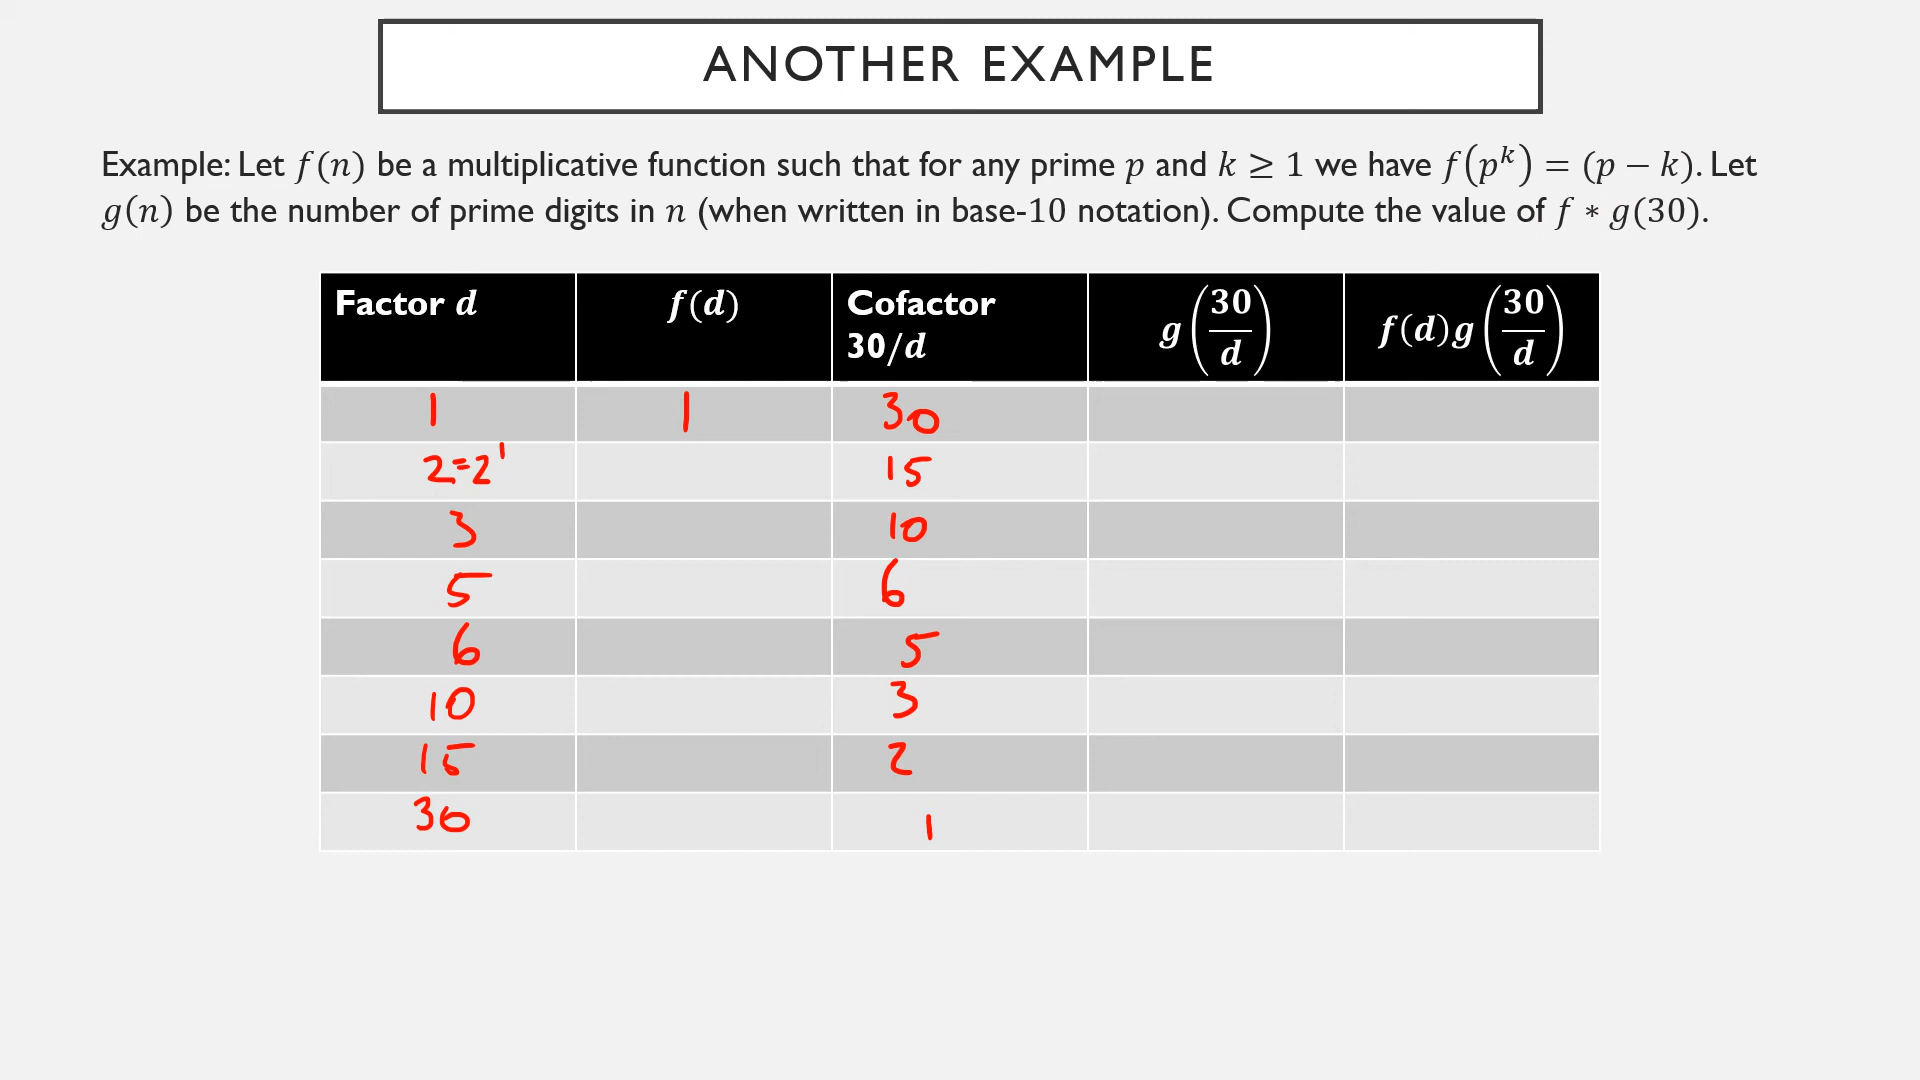 ANOTHER EXAMPLE
Example: Let f(n) be a multiplicative function such that for any prime p and k ≥ 1 we have f(p^k) = (p − k). Let
g(n) be the number of prime digits in n (when written in base-10 notation). Compute the value of f ∗ g(30).
Factor d | f(d) | Cofactor 30/d | g(30/d) | f(d)g(30/d)
1 | 1 | 30
2=2^1 | | 15
3 | | 10
5 | | 6
6 | | 5
10 | | 3
15 | | 2
30 | | 1